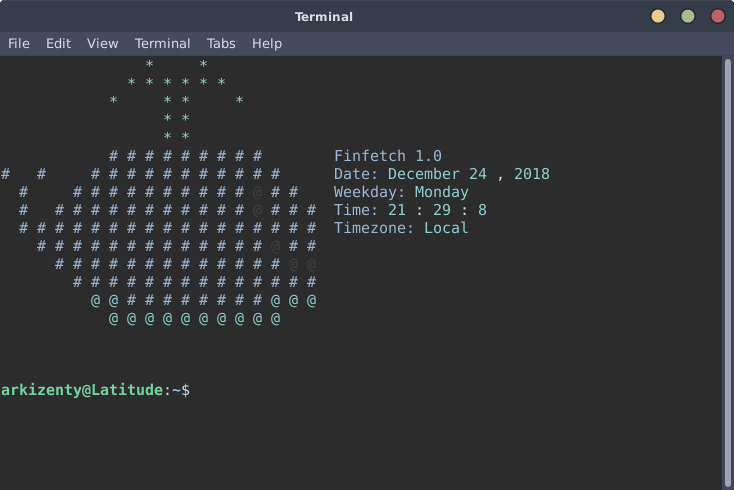 Terminal
File Edit View Terminal Tabs Help
                *     *
              * * * * * *
            *     * *     *
                  * *
                  * *
            # # # # # # # # #        Finfetch 1.0
#   #     # # # # # # # # # # #      Date: December 24 , 2018
  #     # # # # # # # # # # @ # #    Weekday: Monday
  #   # # # # # # # # # # # @ # # #  Time: 21 : 29 : 8
  # # # # # # # # # # # # # # # # #  Timezone: Local
    # # # # # # # # # # # # # @ # #
      # # # # # # # # # # # # # @ @
        # # # # # # # # # # # # # #
          @ @ # # # # # # # # @ @ @
            @ @ @ @ @ @ @ @ @ @
arkizenty@Latitude:~$